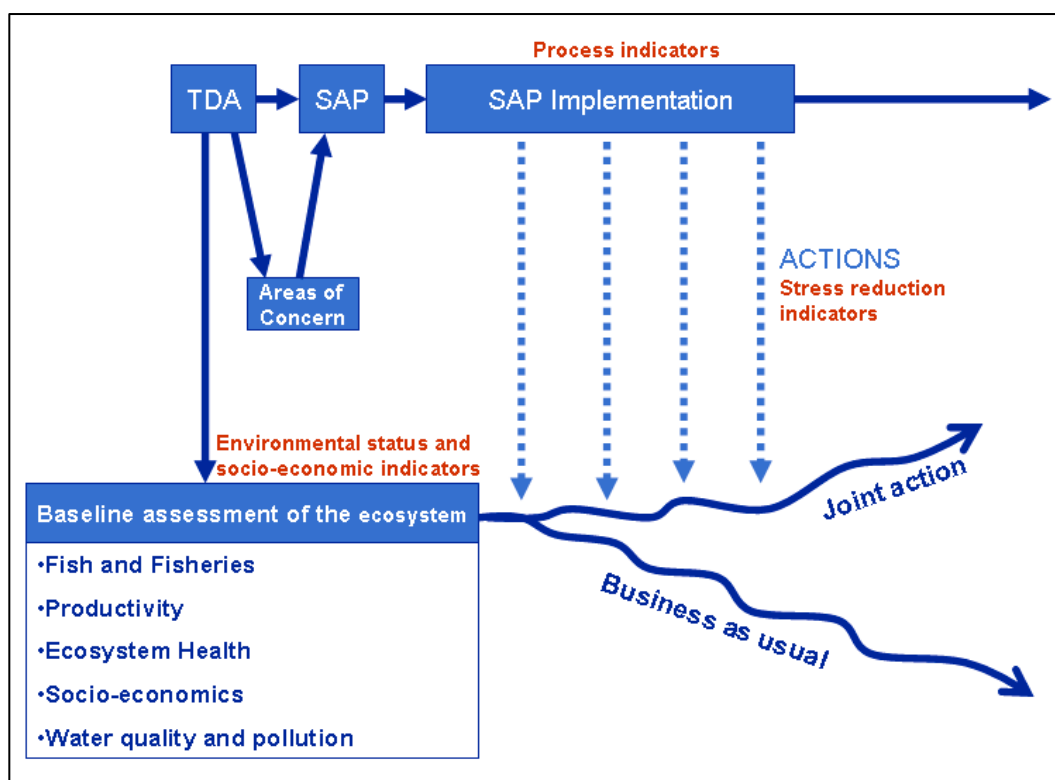 Process indicators
TDA
SAP
SAP Implementation
Areas of
Concern
ACTIONS
Stress reduction
indicators
Environmental status and
socio-economic indicators
Baseline assessment of the ecosystem
•Fish and Fisheries
•Productivity
•Ecosystem Health
•Socio-economics
•Water quality and pollution
Joint action
Business as usual